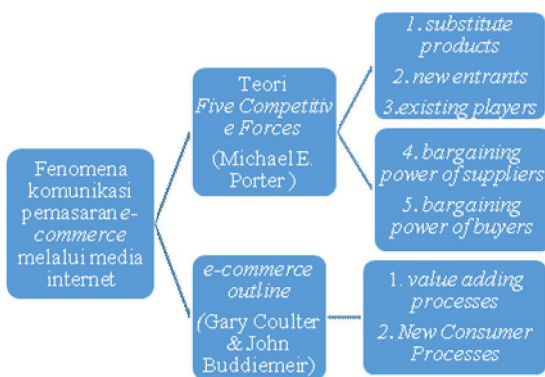 Fenomena
komunikasi
pemasaran e-
commerce
melalui media
internet
Teori
Five Competitiv
e Forces
(Michael E.
Porter )
1. substitute
products
2. new entrants
3.existing players
4. bargaining
power of suppliers
5. bargaining
power of buyers
e-commerce
outline
(Gary Coulter
& John
Buddiemeir)
1. value adding
processes
2. New Consumer
Processes